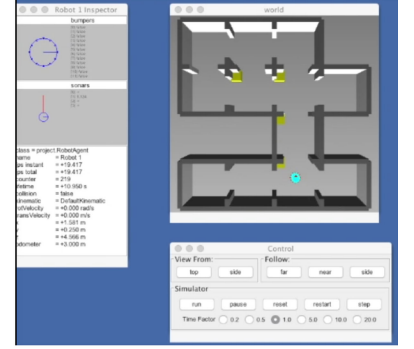 Robot 1 Inspector
bumpers
sonars
class = project.RobotAgent
name = Robot 1
fps instant = +19.417
fps total = +19.417
counter = 219
lifetime = +10.950 s
collision = false
kinematic = DefaultKinematic
rotVelocity = +0.000 rad/s
transVelocity = +0.000 m/s
= +1.581 m
= +0.250 m
= +4.566 m
odometer = +3.000 m
world
Control
View From:
Follow:
top
side
far
near
side
Simulator
run
pause
reset
restart
step
Time Factor
0.2
0.5
1.0
5.0
10.0
20.0